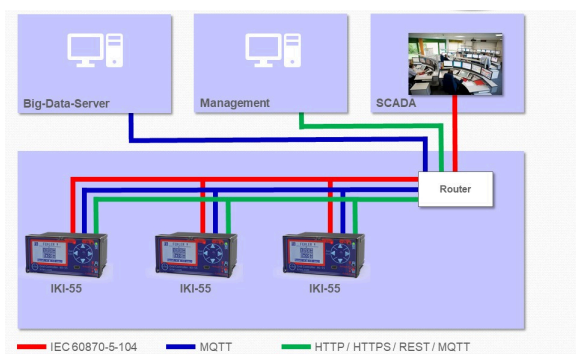 Big-Data-Server
Management
SCADA
Router
IKI-55
IKI-55
IKI-55
IEC 60870-5-104
MQTT
HTTP / HTTPS / REST / MQTT